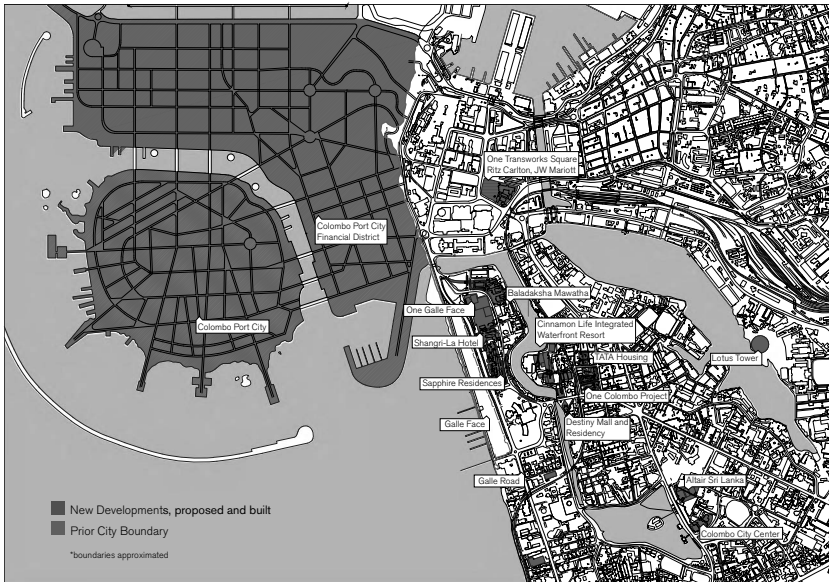 One Transworks Square
Ritz Carlton, JW Mariott
Colombo Port City
Financial District
Baladaksha Mawatha
One Galle Face
Colombo Port City
Cinnamon Life Integrated
Waterfront Resort
Shangri-La Hotel
TATA Housing
Lotus Tower
Sapphire Residences
One Colombo Project
Galle Face
Destiny Mall and
Residency
Galle Road
Altair Sri Lanka
Colombo City Center
New Developments, proposed and built
Prior City Boundary
*boundaries approximated